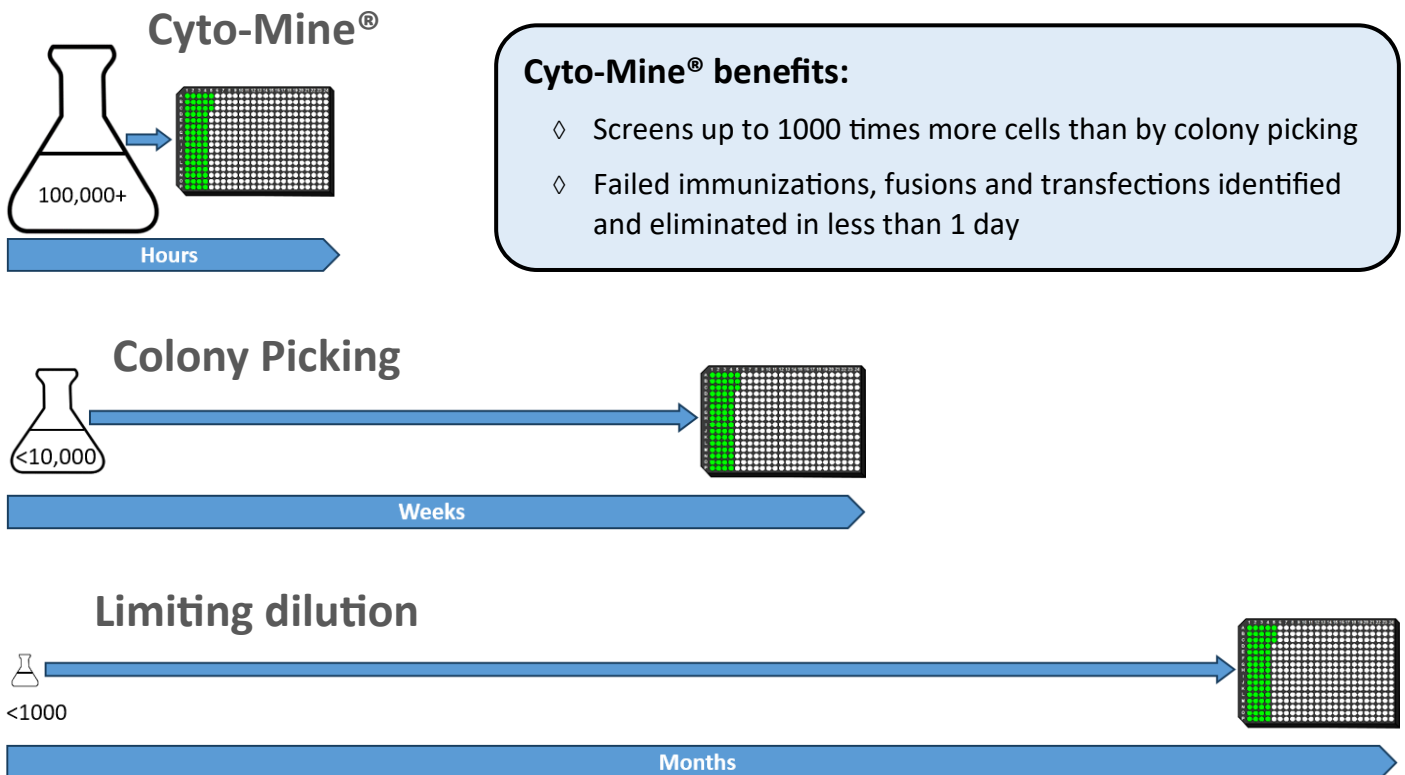 Cyto-Mine®
100,000+
Hours
Cyto-Mine® benefits:
◊ Screens up to 1000 times more cells than by colony picking
◊ Failed immunizations, fusions and transfections identified
and eliminated in less than 1 day
Colony Picking
<10,000
Weeks
Limiting dilution
<1000
Months